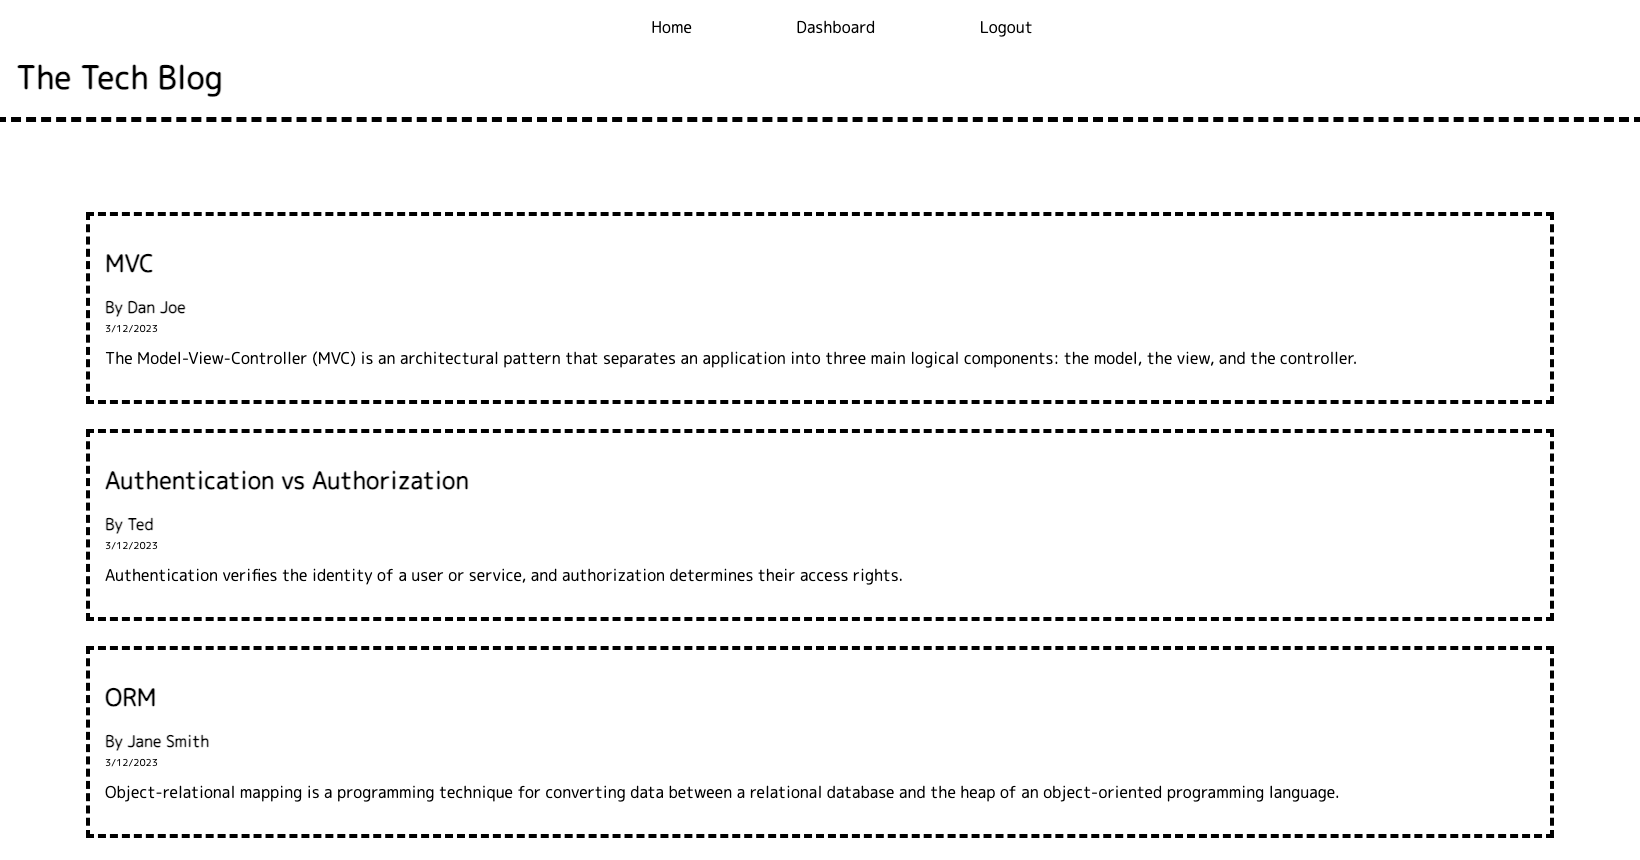 Home Dashboard Logout
The Tech Blog
MVC
By Dan Joe
3/12/2023
The Model-View-Controller (MVC) is an architectural pattern that separates an application into three main logical components: the model, the view, and the controller.
Authentication vs Authorization
By Ted
3/12/2023
Authentication verifies the identity of a user or service, and authorization determines their access rights.
ORM
By Jane Smith
3/12/2023
Object-relational mapping is a programming technique for converting data between a relational database and the heap of an object-oriented programming language.